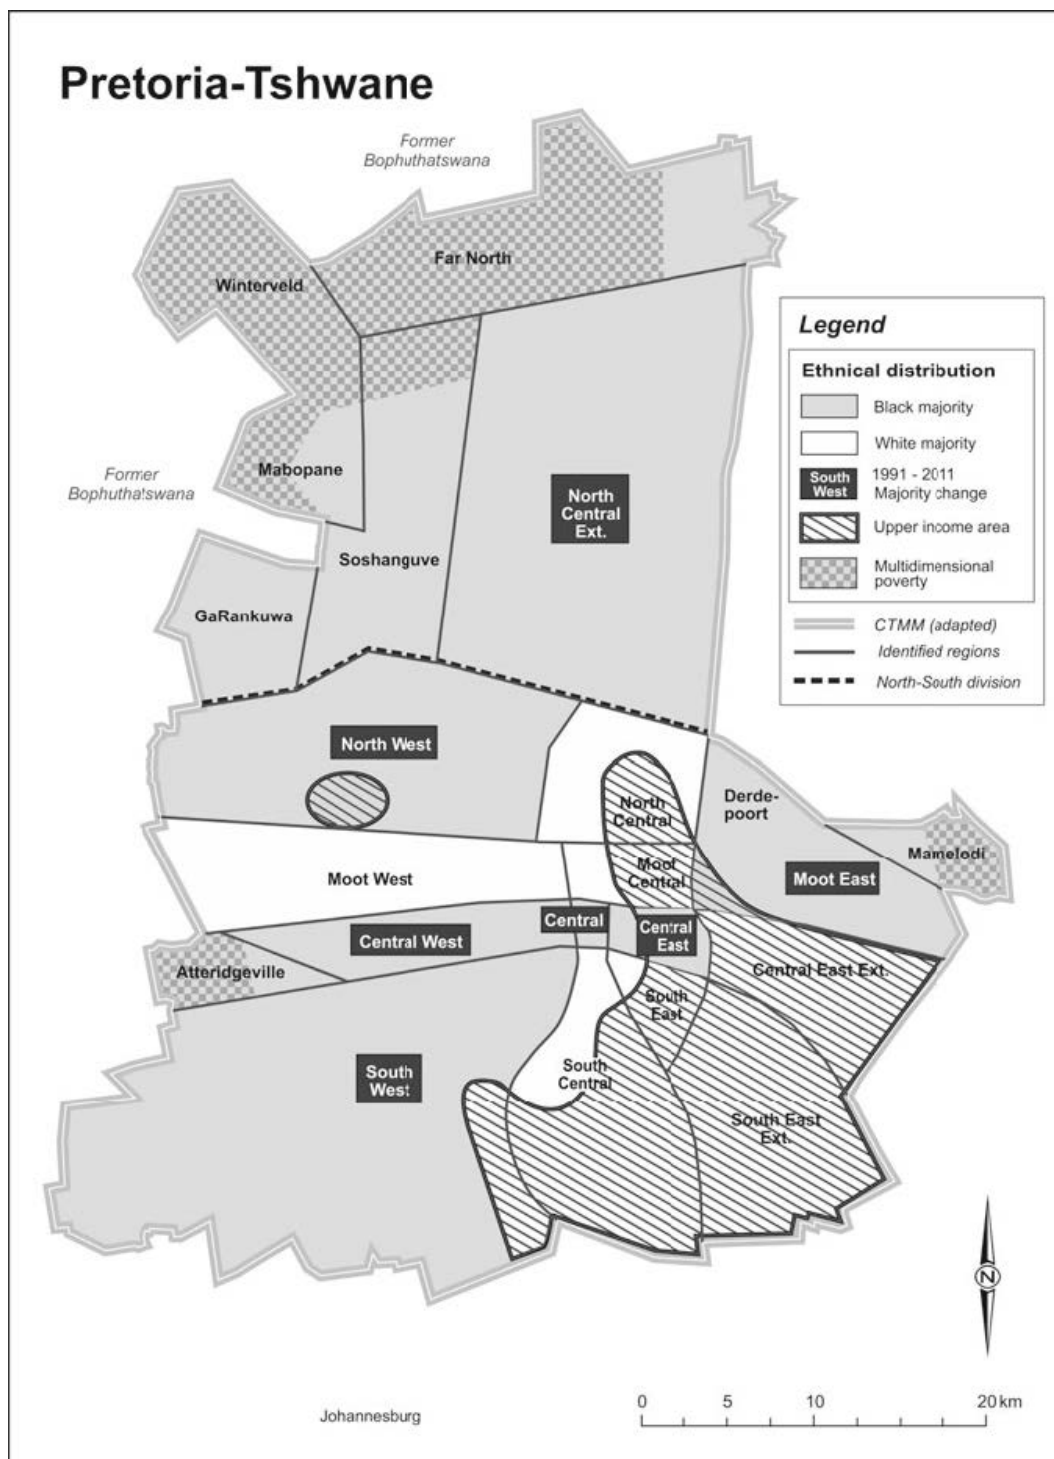 Pretoria-Tshwane
Former
Bophuthatswana
Far North
Winterveld
Legend
Ethnical distribution
Black majority
White majority
South
West
1991 - 2011
Majority change
Upper income area
Multidimensional
poverty
CTMM (adapted)
Identified regions
North-South division
Former
Bophuthatswana
Mabopane
North
Central
Ext.
Soshanguve
GaRankuwa
North West
North
Central
Derde-
poort
Moot West
Moot
Central
Moot East
Mamelodi
Central West
Central
Central
East
Atteridgeville
Central East Ext.
South
East
South
West
South
Central
South East
Ext.
N
Johannesburg
0 5 10 20 km